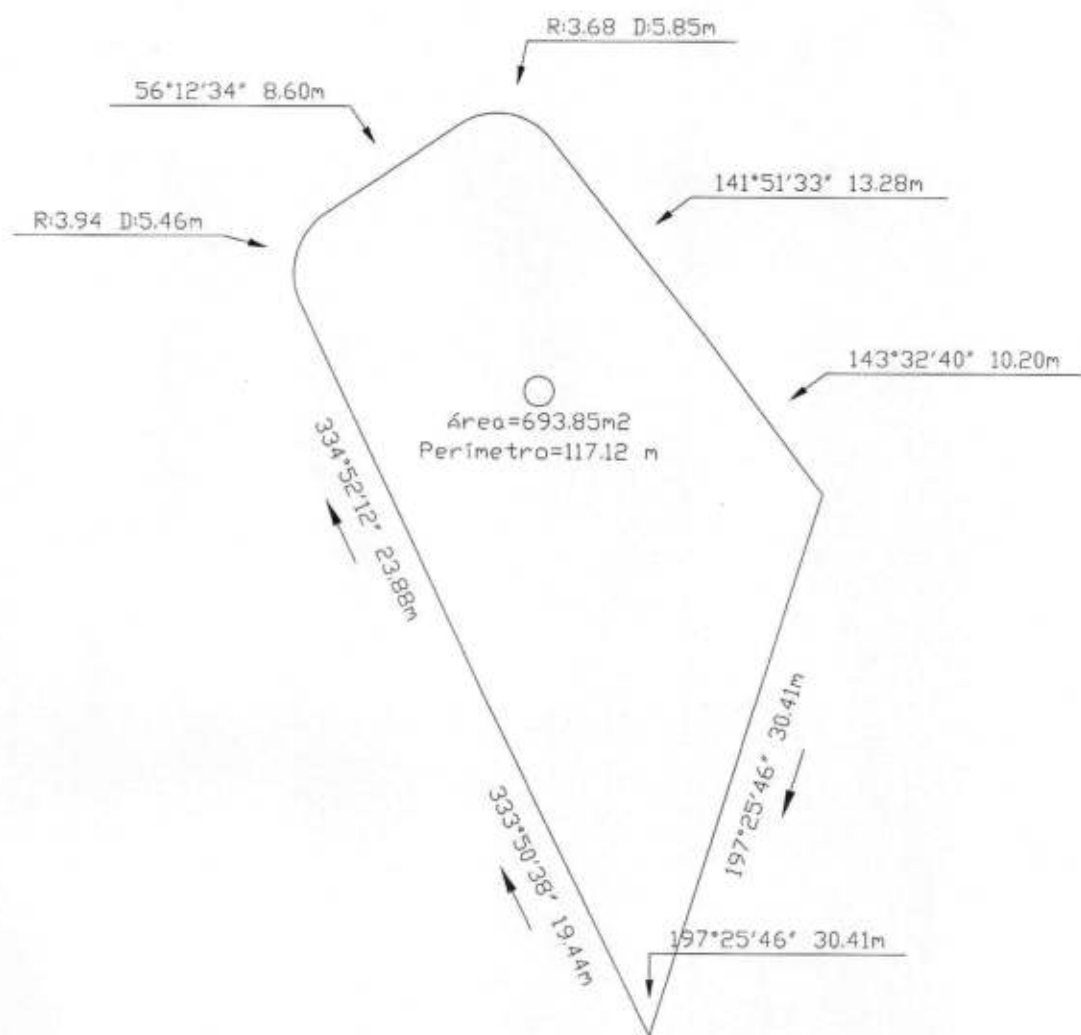 R:3.68 D:5.85m
56°12'34" 8.60m
141°51'33" 13.28m
R:3.94 D:5.46m
143°32'40" 10.20m
Área=693.85m2
Perímetro=117.12 m
334°52'12" 23.88m
197°25'46" 30.41m
333°50'38" 19.44m
197°25'46" 30.41m